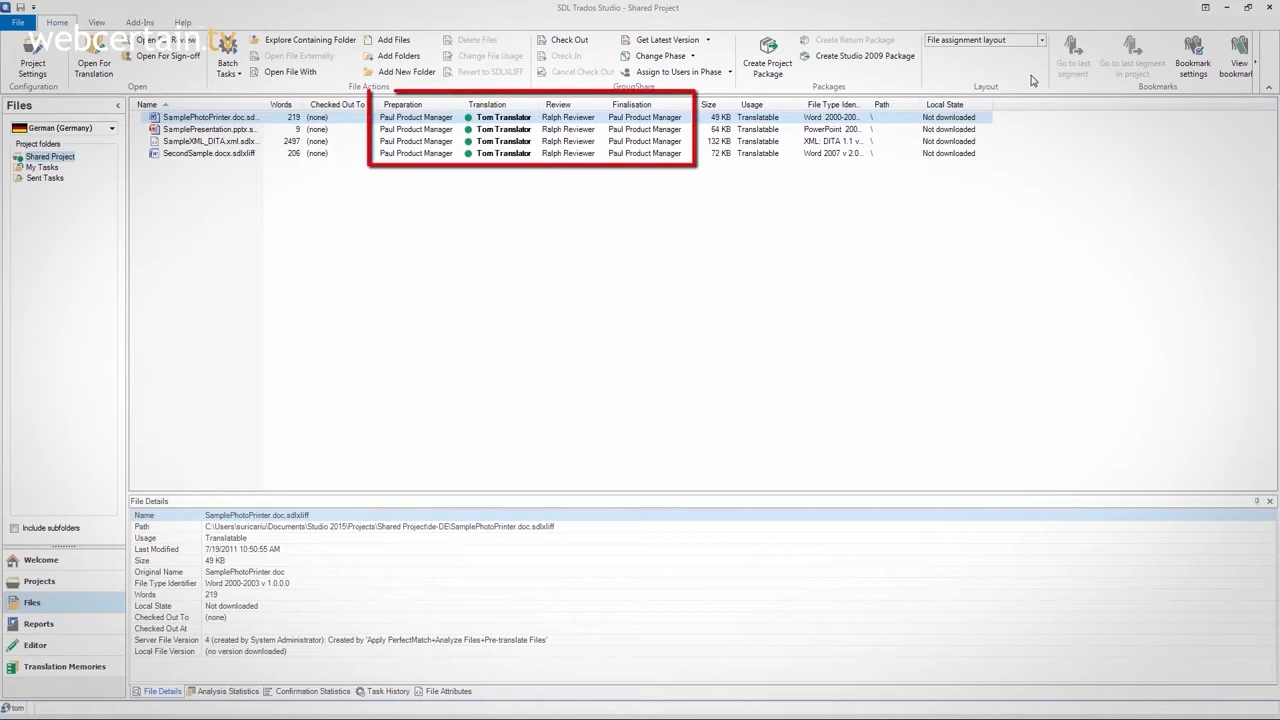 SDL Trados Studio - Shared Project
File Home View Add-Ins Help
webcertain tv
Project Settings
Configuration
Open For Translation
Open For Review
Open For Sign-off
Open
Batch Tasks
Explore Containing Folder
Open File Externally
Open File With
Add Files
Add Folders
Add New Folder
Delete Files
Change File Usage
Revert to SDLXLIFF
File Actions
Check Out
Check In
Cancel Check Out
Get Latest Version
Change Phase
Assign to Users in Phase
GroupShare
Create Project Package
Create Return Package
Create Studio 2009 Package
Packages
File assignment layout
Layout
Go to last segment
Go to last segment in project
Bookmark settings
View bookmark
Bookmarks
Files
German (Germany)
Project folders
Shared Project
My Tasks
Sent Tasks
Include subfolders
Welcome
Projects
Files
Reports
Editor
Translation Memories
Name Words Checked Out To Preparation Translation Review Finalisation Size Usage File Type Iden... Path Local State
SamplePhotoPrinter.doc.sd... 219 (none) Paul Product Manager Tom Translator Ralph Reviewer Paul Product Manager 49 KB Translatable Word 2000-200... \ Not downloaded
SamplePresentation.pptx.s... 9 (none) Paul Product Manager Tom Translator Ralph Reviewer Paul Product Manager 64 KB Translatable PowerPoint 200... \ Not downloaded
SampleXML_DITA.xml.sdlx... 2497 (none) Paul Product Manager Tom Translator Ralph Reviewer Paul Product Manager 132 KB Translatable XML: DITA 1.1 v... \ Not downloaded
SecondSample.docx.sdlxliff 206 (none) Paul Product Manager Tom Translator Ralph Reviewer Paul Product Manager 72 KB Translatable Word 2007 v 2.0... \ Not downloaded
File Details
Name SamplePhotoPrinter.doc.sdlxliff
Path C:\Users\suricariu\Documents\Studio 2015\Projects\Shared Project\de-DE\SamplePhotoPrinter.doc.sdlxliff
Usage Translatable
Last Modified 7/19/2011 10:50:55 AM
Size 49 KB
Original Name SamplePhotoPrinter.doc
File Type Identifier Word 2000-2003 v 1.0.0.0
Words 219
Local State Not downloaded
Checked Out To (none)
Checked Out At
Server File Version 4 (created by System Administrator): Created by 'Apply PerfectMatch+Analyze Files+Pre-translate Files'
Local File Version (no version downloaded)
File Details Analysis Statistics Confirmation Statistics Task History File Attributes
tom